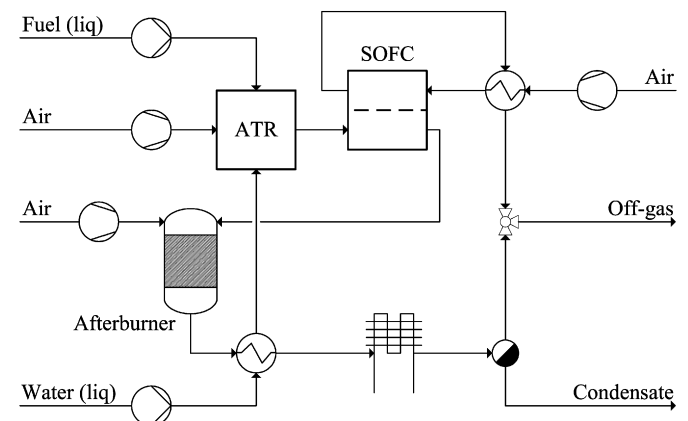 Fuel (liq)
SOFC
Air
Air
ATR
Air
Off-gas
Afterburner
Water (liq)
Condensate